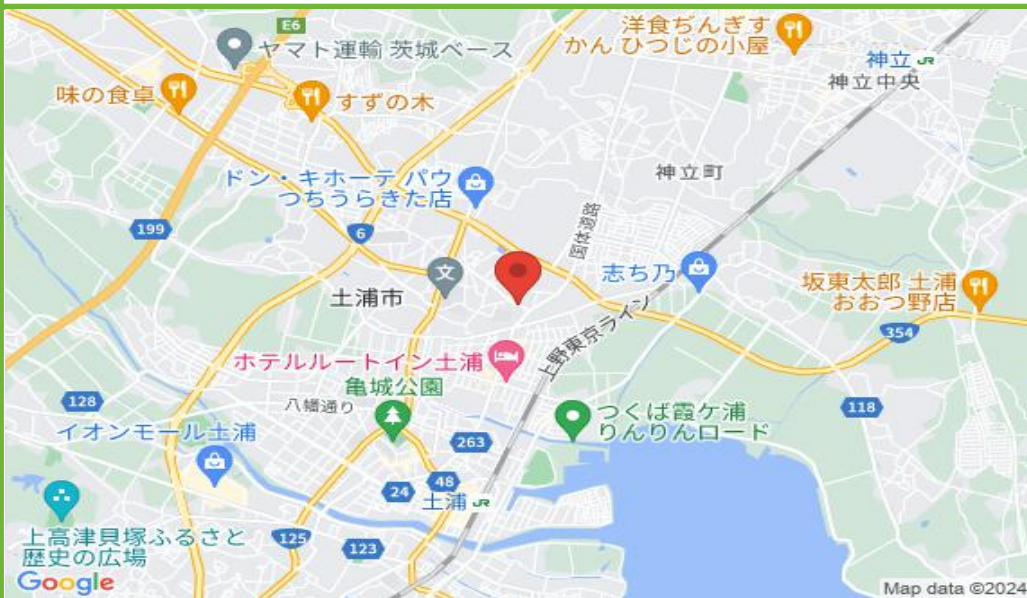 E6
洋食ぢんぎす
かん ひつじの小屋
ヤマト運輸 茨城ベース
神立 JR
神立中央
味の食卓
すずの木
神立町
ドン・キホーテ パウ
つちうらきた店
国体道路
199
6
志ち乃
坂東太郎 土浦
おおつ野店
土浦市
文
上野東京ライン
354
ホテルルートイン土浦
亀城公園
128
八幡通り
118
つくば霞ケ浦
りんりんロード
イオンモール土浦
263
48
24
土浦 JR
上高津貝塚ふるさと
歴史の広場
125
123
Google
Map data ©2024